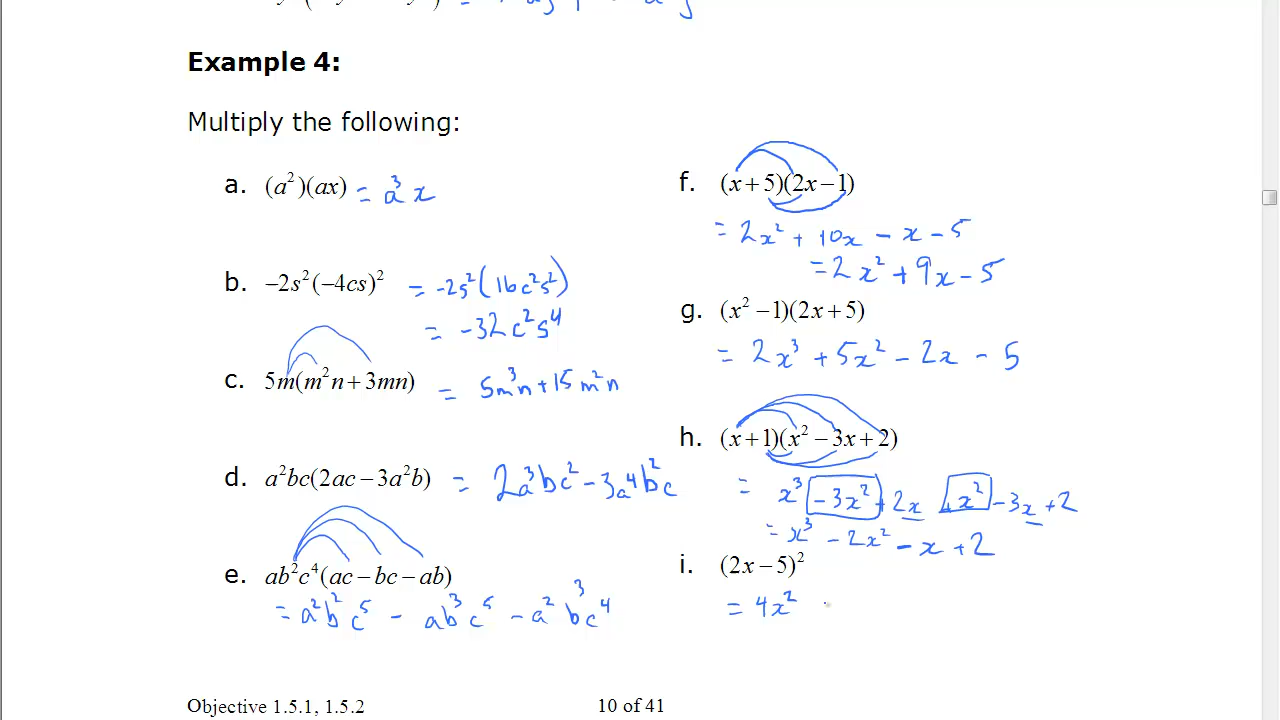 Example 4:
Multiply the following:
a. (a²)(ax) = a³x
b. −2s²(−4cs)² = -2s²(16c²s²)
= -32c²s⁴
c. 5m(m²n + 3mn) = 5m³n + 15m²n
d. a²bc(2ac − 3a²b) = 2a³bc² - 3a⁴b²c
e. ab²c⁴(ac − bc − ab)
= a²b²c⁵ - ab³c⁵ - a²b³c⁴
f. (x + 5)(2x − 1)
= 2x² + 10x - x - 5
= 2x² + 9x - 5
g. (x² − 1)(2x + 5)
= 2x³ + 5x² - 2x - 5
h. (x + 1)(x² − 3x + 2)
= x³ - 3x² + 2x + x² - 3x + 2
= x³ - 2x² - x + 2
i. (2x − 5)²
= 4x²
Objective 1.5.1, 1.5.2
10 of 41